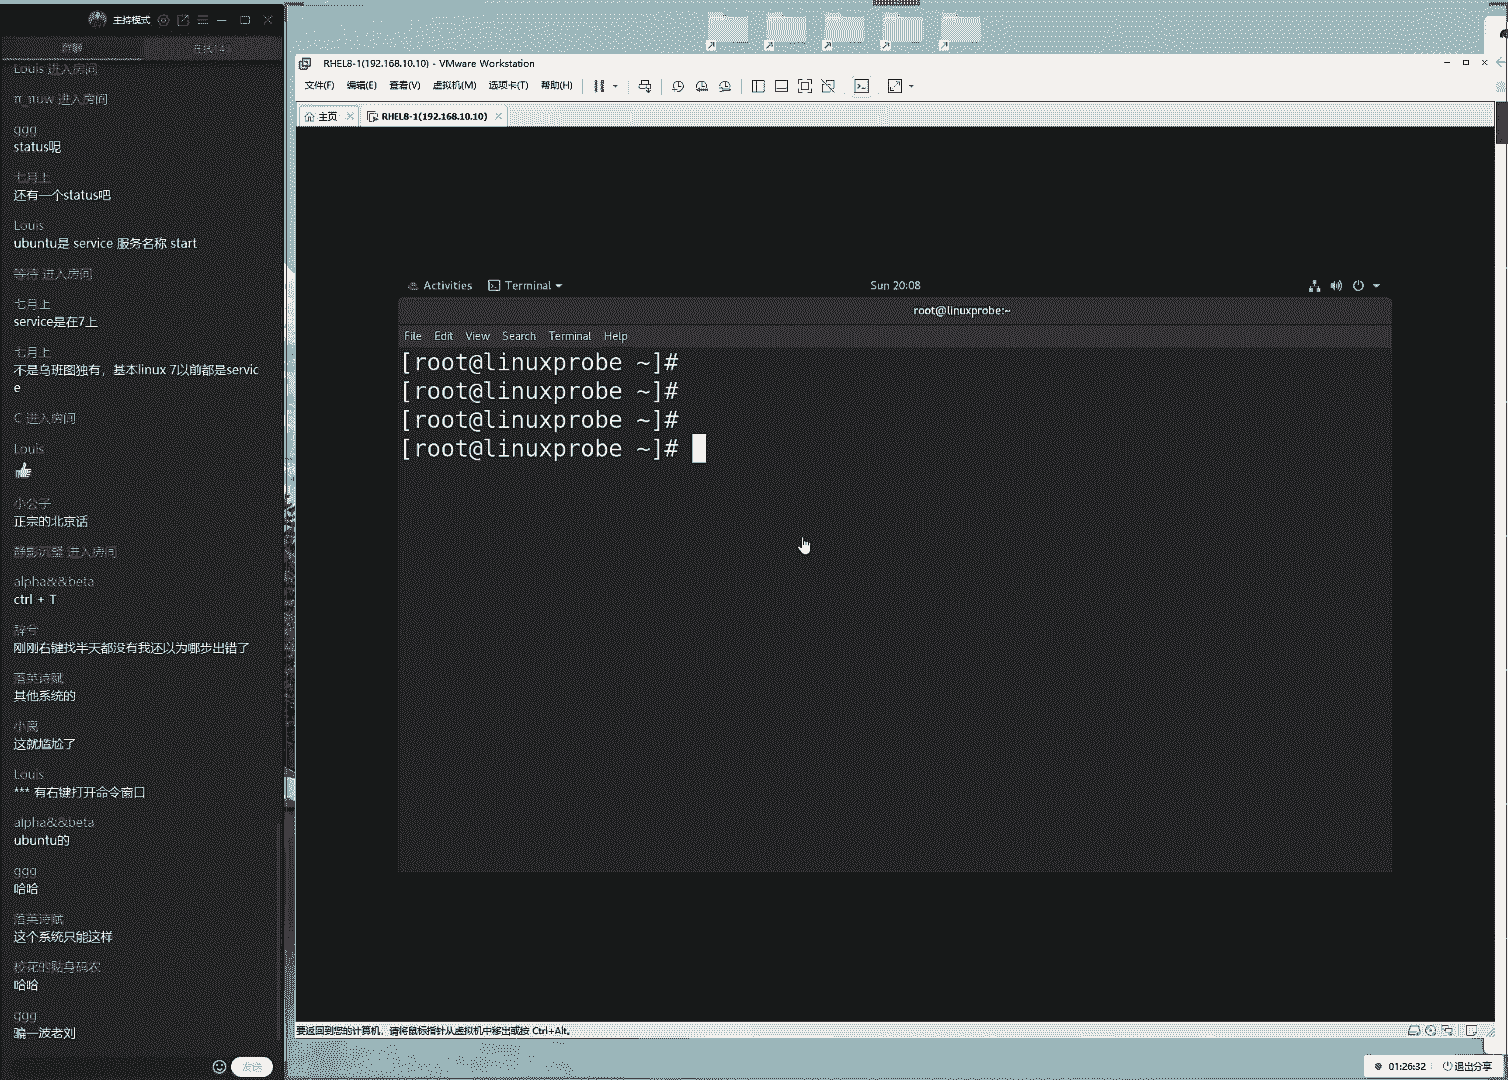 主持模式
群聊
Louis 进入房间
n_nuw 进入房间
ggg
status呢
七月上
还有一个status吧
Louis
ubuntu是 service 服务名称 start
等待 进入房间
七月上
service是在7上
七月上
不是乌班图独有，基本linux 7以前都是servic
e
C 进入房间
Louis
小公子
正宗的北京话
静影沉璧 进入房间
alpha&&beta
ctrl + T
辞兮
刚刚右键找半天都没有我还以为哪步出错了
落英诗赋
其他系统的
这就尴尬了
Louis
*** 有右键打开命令窗口
alpha&&beta
ubuntu的
ggg
哈哈
落英诗赋
这个系统只能这样
校花的贴身码农
哈哈
ggg
骗一波老刘
发送
RHEL8-1(192.168.10.10) - VMware Workstation
文件(F) 编辑(E) 查看(V) 虚拟机(M) 选项卡(T) 帮助(H)
主页 RHEL8-1(192.168.10.10)
Activities Terminal Sun 20:08
root@linuxprobe:~
File Edit View Search Terminal Help
[root@linuxprobe ~]#
[root@linuxprobe ~]#
[root@linuxprobe ~]#
[root@linuxprobe ~]#
要返回到您的计算机，请将鼠标指针从虚拟机中移出或按 Ctrl+Alt。
01:26:32 退出分享